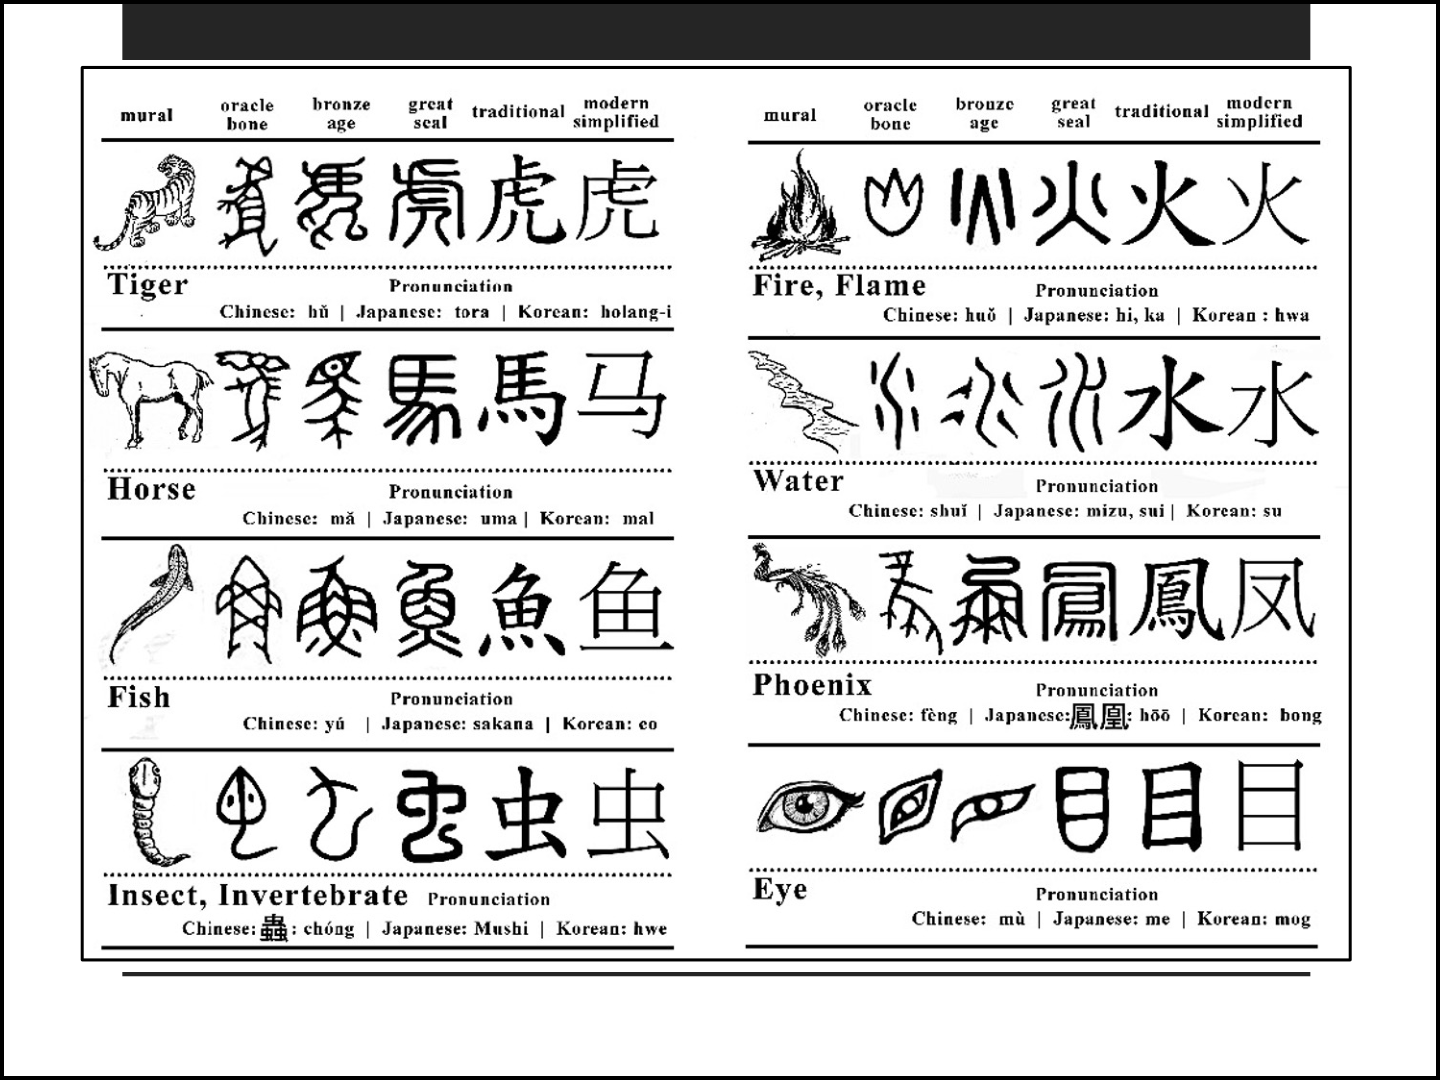 mural oracle bone bronze age great seal traditional modern simplified
虎 虎
Tiger Pronunciation
Chinese: hǔ | Japanese: tora | Korean: holang-i
馬 马
Horse Pronunciation
Chinese: mǎ | Japanese: uma | Korean: mal
魚 鱼
Fish Pronunciation
Chinese: yú | Japanese: sakana | Korean: eo
虫 虫
Insect, Invertebrate Pronunciation
Chinese: 蟲 : chóng | Japanese: Mushi | Korean: hwe
mural oracle bone bronze age great seal traditional modern simplified
火 火
Fire, Flame Pronunciation
Chinese: huǒ | Japanese: hi, ka | Korean : hwa
水 水
Water Pronunciation
Chinese: shuǐ | Japanese: mizu, sui | Korean: su
鳳 凤
Phoenix Pronunciation
Chinese: fèng | Japanese:鳳凰: hōō | Korean: bong
目 目
Eye Pronunciation
Chinese: mù | Japanese: me | Korean: mog